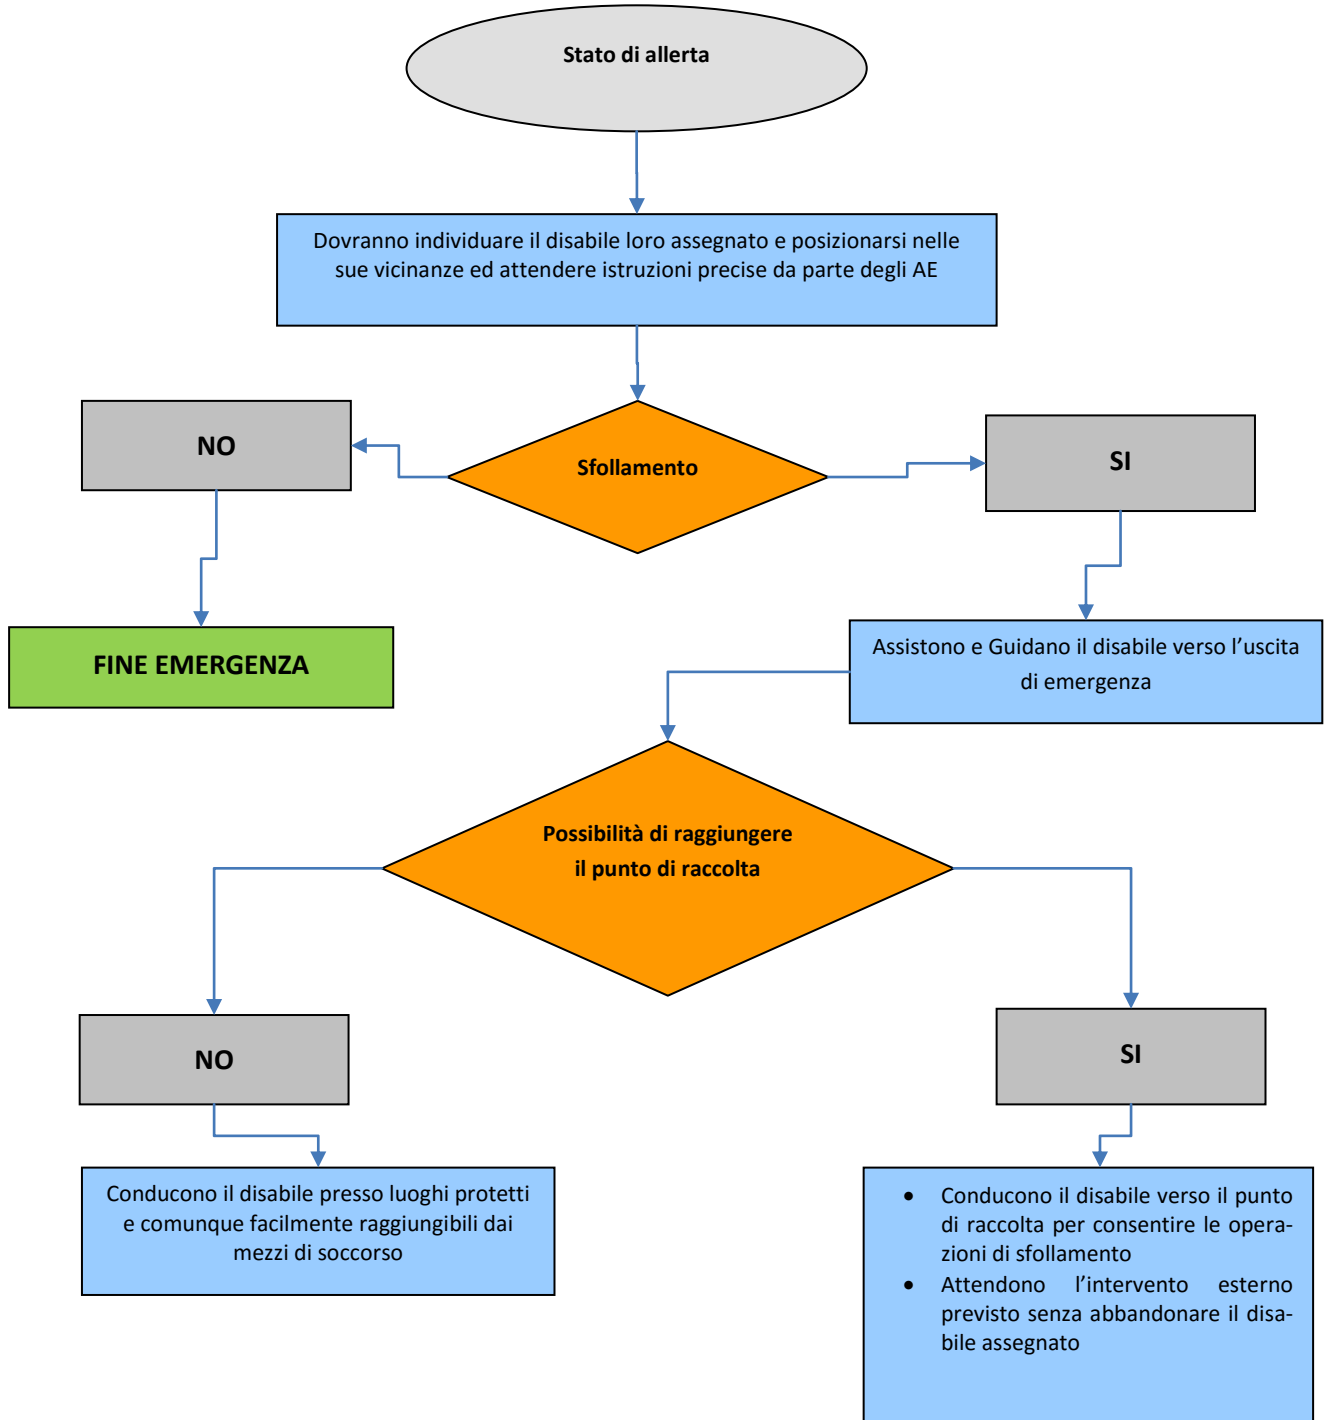 Stato di allerta
Dovranno individuare il disabile loro assegnato e posizionarsi nelle
sue vicinanze ed attendere istruzioni precise da parte degli AE
NO
Sfollamento
SI
FINE EMERGENZA
Assistono e Guidano il disabile verso l’uscita
di emergenza
Possibilità di raggiungere
il punto di raccolta
NO
SI
Conducono il disabile presso luoghi protetti
e comunque facilmente raggiungibili dai
mezzi di soccorso
• Conducono il disabile verso il punto
di raccolta per consentire le opera-
zioni di sfollamento
• Attendono l’intervento esterno
previsto senza abbandonare il disa-
bile assegnato